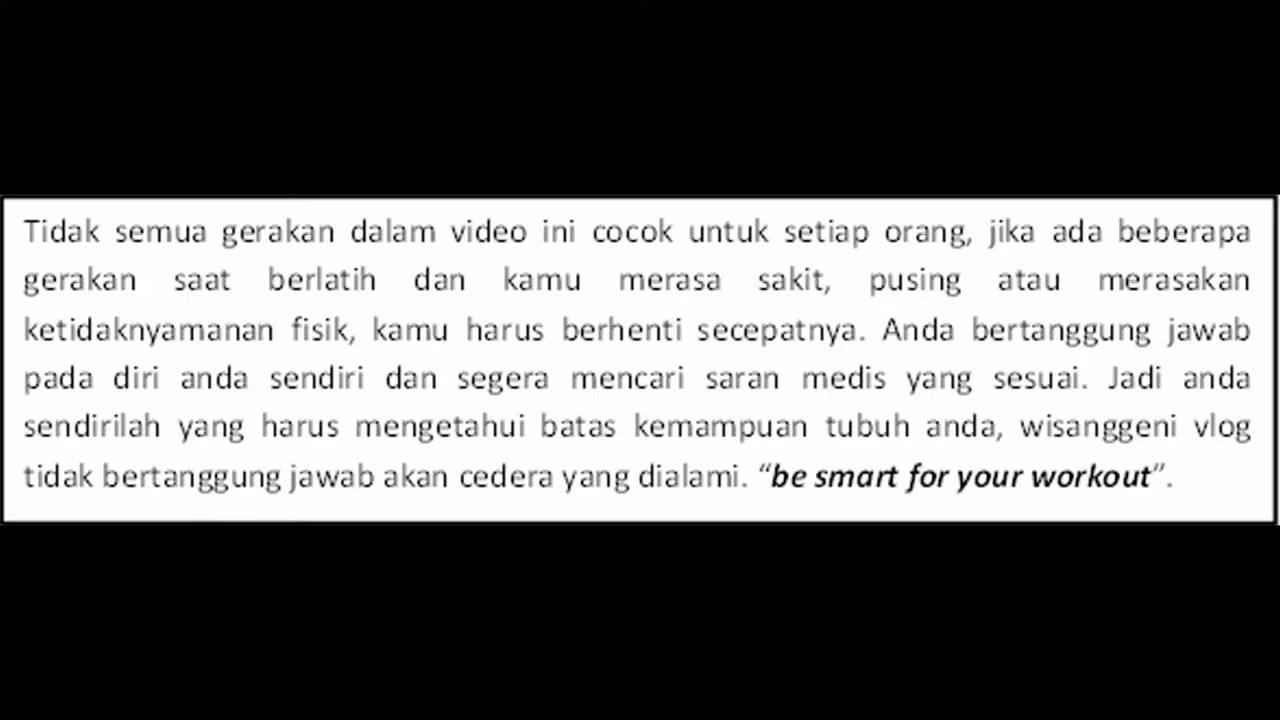 Tidak semua gerakan dalam video ini cocok untuk setiap orang, jika ada beberapa
gerakan saat berlatih dan kamu merasa sakit, pusing atau merasakan
ketidaknyamanan fisik, kamu harus berhenti secepatnya. Anda bertanggung jawab
pada diri anda sendiri dan segera mencari saran medis yang sesuai. Jadi anda
sendirilah yang harus mengetahui batas kemampuan tubuh anda, wisanggeni vlog
tidak bertanggung jawab akan cedera yang dialami. “be smart for your workout”.